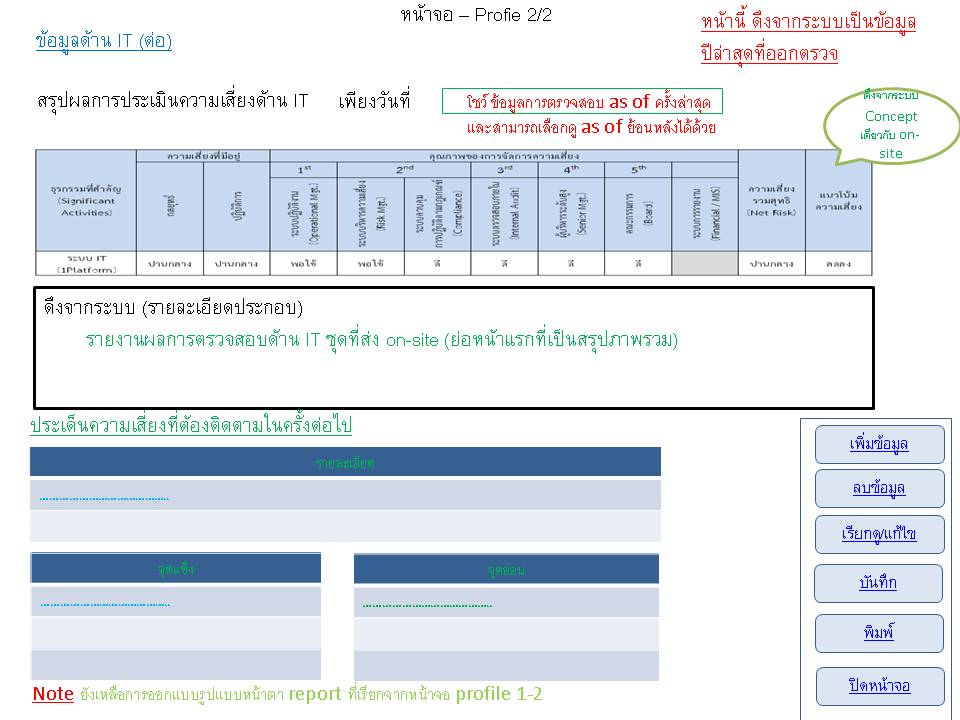 หน้าจอ – Profie 2/2
หน้านี้ ดึงจากระบบเป็นข้อมูล
ปีล่าสุดที่ออกตรวจ
ข้อมูลด้าน IT (ต่อ)
สรุปผลการประเมินความเสี่ยงด้าน IT เพียงวันที่
โชว์ ข้อมูลการตรวจสอบ as of ครั้งล่าสุด
และสามารถเลือกดู as of ย้อนหลังได้ด้วย
ดึงจากระบบ
Concept
เดียวกับ on-
site
ธุรกรรมที่สำคัญ
(Significant
Activities)
ความเสี่ยงที่มีอยู่
คุณภาพของการจัดการความเสี่ยง
1st
2nd
3rd
4th
5th
กลยุทธ์
ปฏิบัติการ
ระบบปฏิบัติงาน
(Operational Mgt.)
ระบบบริหารความเสี่ยง
(Risk Mgt.)
ระบบควบคุม
การปฏิบัติตามกฎเกณฑ์
(Compliance)
ระบบตรวจสอบภายใน
(Internal Audit)
ผู้บริหารระดับสูง
(Senior Mgt.)
คณะกรรมการ
(Board)
ระบบการรายงาน
(Financial / MIS)
ความเสี่ยง
รวมสุทธิ
(Net Risk)
แนวโน้ม
ความเสี่ยง
ระบบ IT
(1Platform)
ปานกลาง ปานกลาง พอใช้ พอใช้ ดี ดี ดี ดี ปานกลาง ลดลง
ดึงจากระบบ (รายละเอียดประกอบ)
รายงานผลการตรวจสอบด้าน IT ชุดที่ส่ง on-site (ย่อหน้าแรกที่เป็นสรุปภาพรวม)
ประเด็นความเสี่ยงที่ต้องติดตามในครั้งต่อไป
รายละเอียด
........................................
จุดแข็ง
........................................
จุดอ่อน
........................................
เพิ่มข้อมูล
ลบข้อมูล
เรียกดู/แก้ไข
บันทึก
พิมพ์
ปิดหน้าจอ
Note ยังเหลือการออกแบบรูปแบบหน้าตา report ที่เรียกจากหน้าจอ profile 1-2